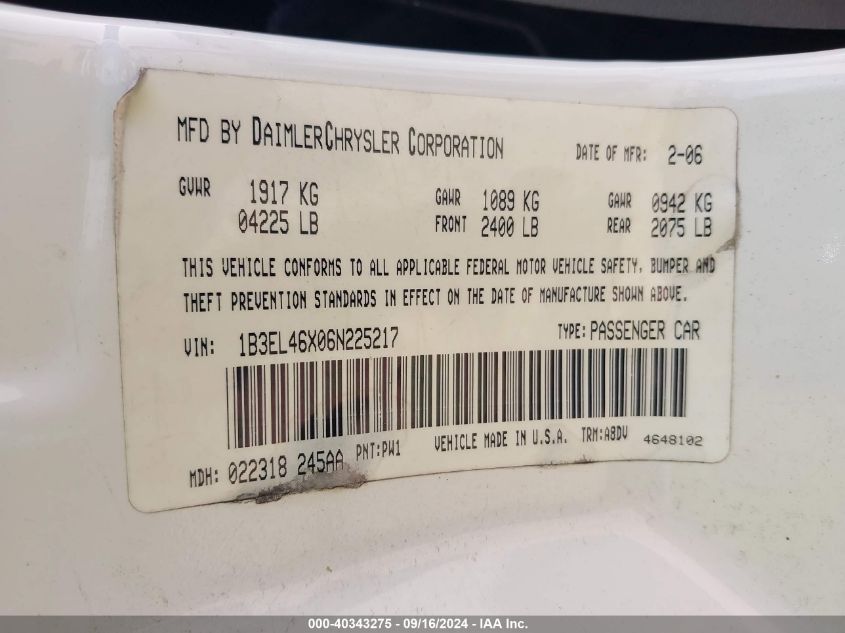 MFD BY DAIMLERCHRYSLER CORPORATION DATE OF MFR: 2-06
GVWR 1917 KG GAWR 1089 KG GAWR 0942 KG
04225 LB FRONT 2400 LB REAR 2075 LB
THIS VEHICLE CONFORMS TO ALL APPLICABLE FEDERAL MOTOR VEHICLE SAFETY, BUMPER AND
THEFT PREVENTION STANDARDS IN EFFECT ON THE DATE OF MANUFACTURE SHOWN ABOVE.
VIN: 1B3EL46X06N225217 TYPE: PASSENGER CAR
MDH: 022318 245AA PNT:PW1 VEHICLE MADE IN U.S.A. TRM:A8DV 4648102
000-40343275 - 09/16/2024 - IAA Inc.